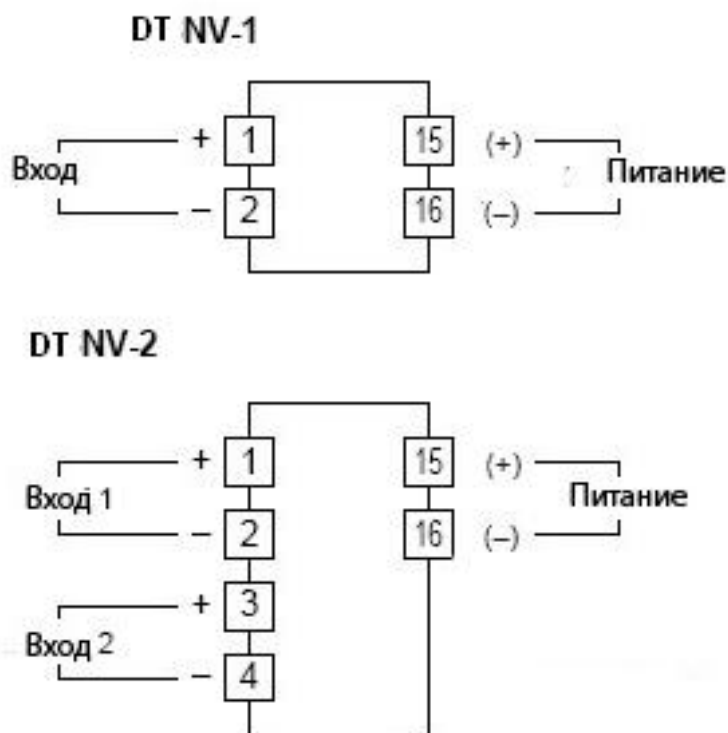 DT NV-1
+ 1 15 (+)
Вход Питание
– 2 16 (–)
DT NV-2
+ 1 15 (+)
Вход 1 Питание
– 2 16 (–)
+ 3
Вход 2
– 4